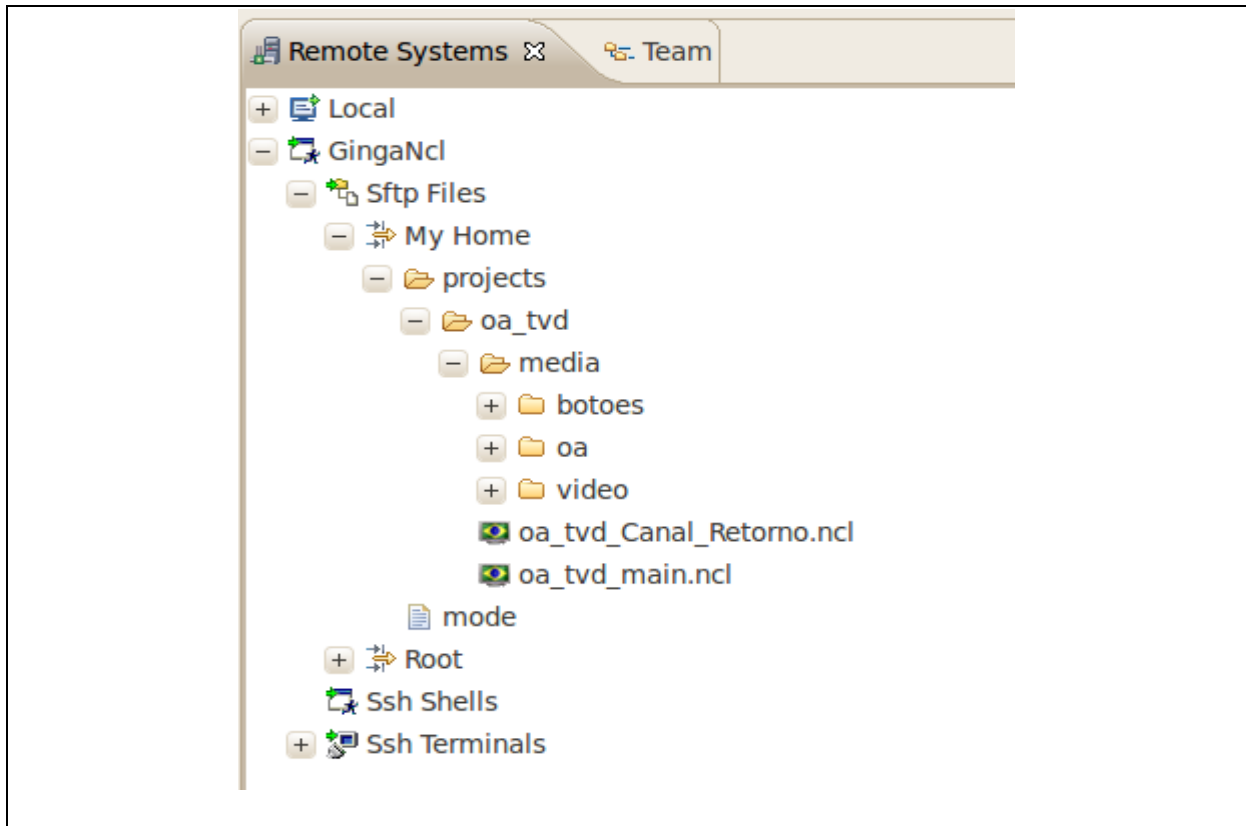 Remote Systems Team
Local
GingaNcl
Sftp Files
My Home
projects
oa_tvd
media
botoes
oa
video
oa_tvd_Canal_Retorno.ncl
oa_tvd_main.ncl
mode
Root
Ssh Shells
Ssh Terminals